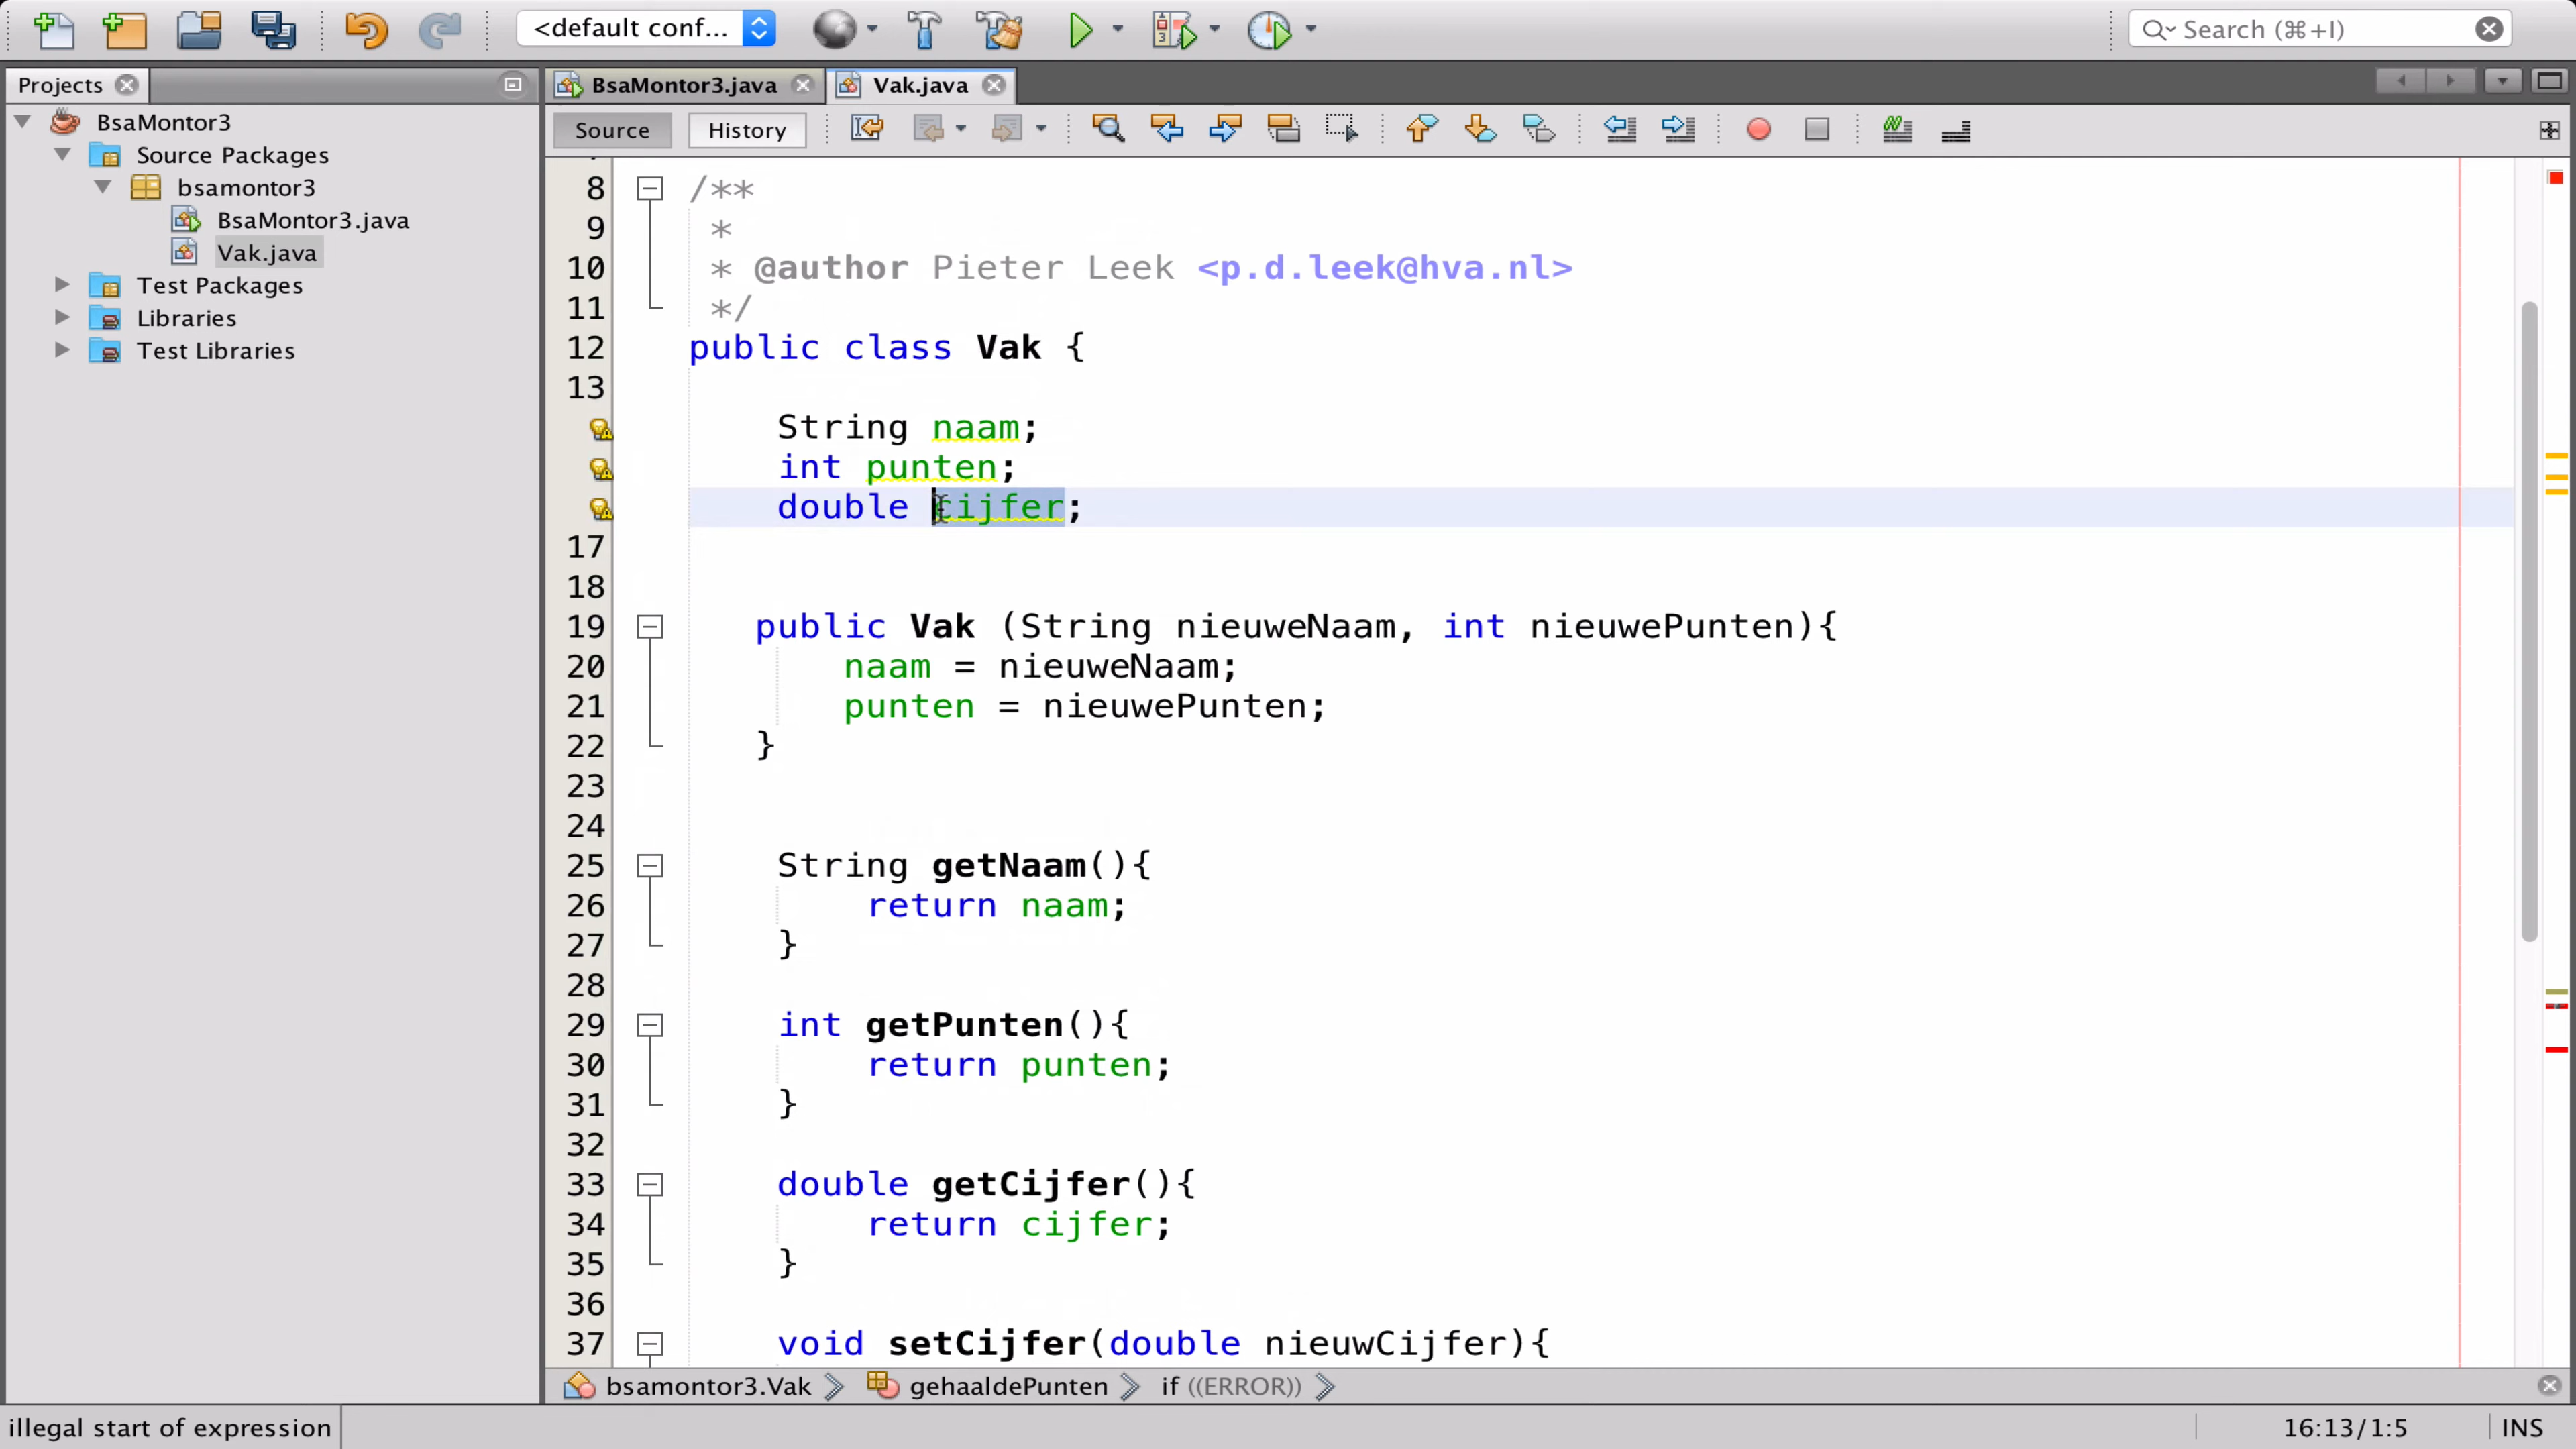 <default conf...
Search (⌘+I)
Projects
BsaMontor3.java
Vak.java
Source
History
BsaMontor3
Source Packages
bsamontor3
BsaMontor3.java
Vak.java
Test Packages
Libraries
Test Libraries
8 /**
9 *
10 * @author Pieter Leek <p.d.leek@hva.nl>
11 */
12 public class Vak {
13
String naam;
int punten;
double cijfer;
17
18
19 public Vak (String nieuweNaam, int nieuwePunten){
20 naam = nieuweNaam;
21 punten = nieuwePunten;
22 }
23
24
25 String getNaam(){
26 return naam;
27 }
28
29 int getPunten(){
30 return punten;
31 }
32
33 double getCijfer(){
34 return cijfer;
35 }
36
37 void setCijfer(double nieuwCijfer){
bsamontor3.Vak
gehaaldePunten
if ((ERROR))
illegal start of expression
16:13/1:5
INS